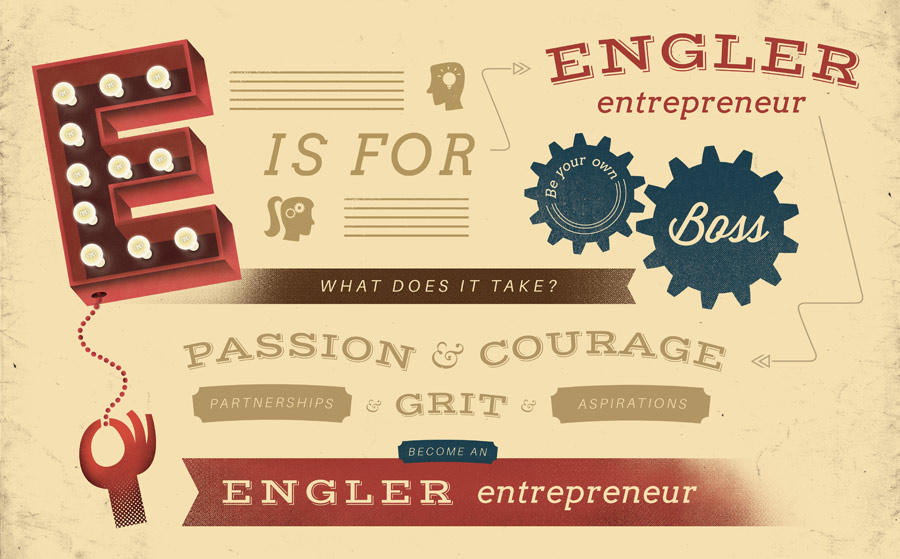 E
IS FOR
ENGLER
entrepreneur
Be your own
Boss
WHAT DOES IT TAKE?
PASSION & COURAGE
PARTNERSHIPS & GRIT & ASPIRATIONS
BECOME AN
ENGLER entrepreneur